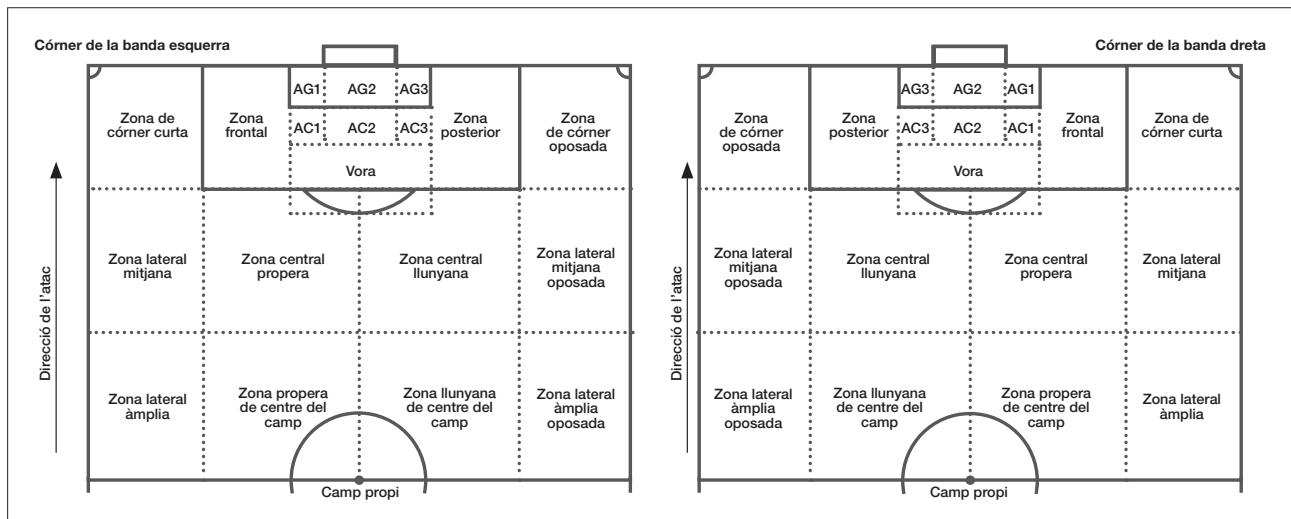 Córner de la banda esquerra
AG1 AG2 AG3
Zona de
córner curta
Zona
frontal
AC1 AC2 AC3
Zona
posterior
Zona
de córner
oposada
Vora
Direcció de l'atac
Zona lateral
mitjana
Zona central
propera
Zona central
llunyana
Zona lateral
mitjana
oposada
Zona lateral
àmplia
Zona propera
de centre del
camp
Zona llunyana
de centre del
camp
Zona lateral
àmplia
oposada
Camp propi
Córner de la banda dreta
AG3 AG2 AG1
Zona
de córner
oposada
Zona
posterior
AC3 AC2 AC1
Zona
frontal
Zona de
córner curta
Vora
Direcció de l'atac
Zona lateral
mitjana
oposada
Zona central
llunyana
Zona central
propera
Zona lateral
mitjana
Zona lateral
àmplia
oposada
Zona llunyana
de centre del
camp
Zona propera
de centre del
camp
Zona lateral
àmplia
Camp propi